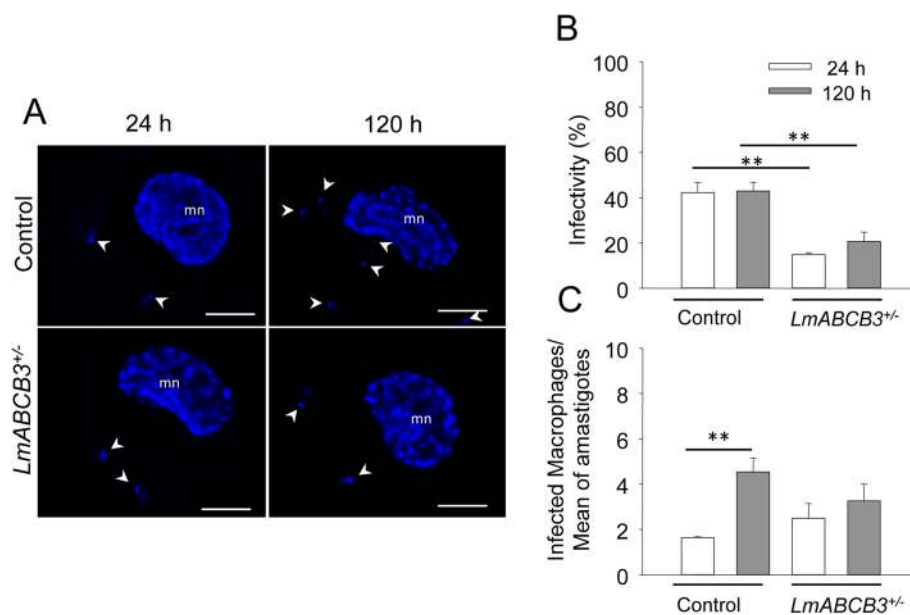 A
24 h 120 h
Control
mn
mn
LmABCB3+/-
mn
mn
B
Infectivity (%)
100
80
60
40
20
0
24 h
120 h
**
**
Control LmABCB3+/-
C
Infected Macrophages/
Mean of amastigotes
10
8
6
4
2
0
**
Control LmABCB3+/-